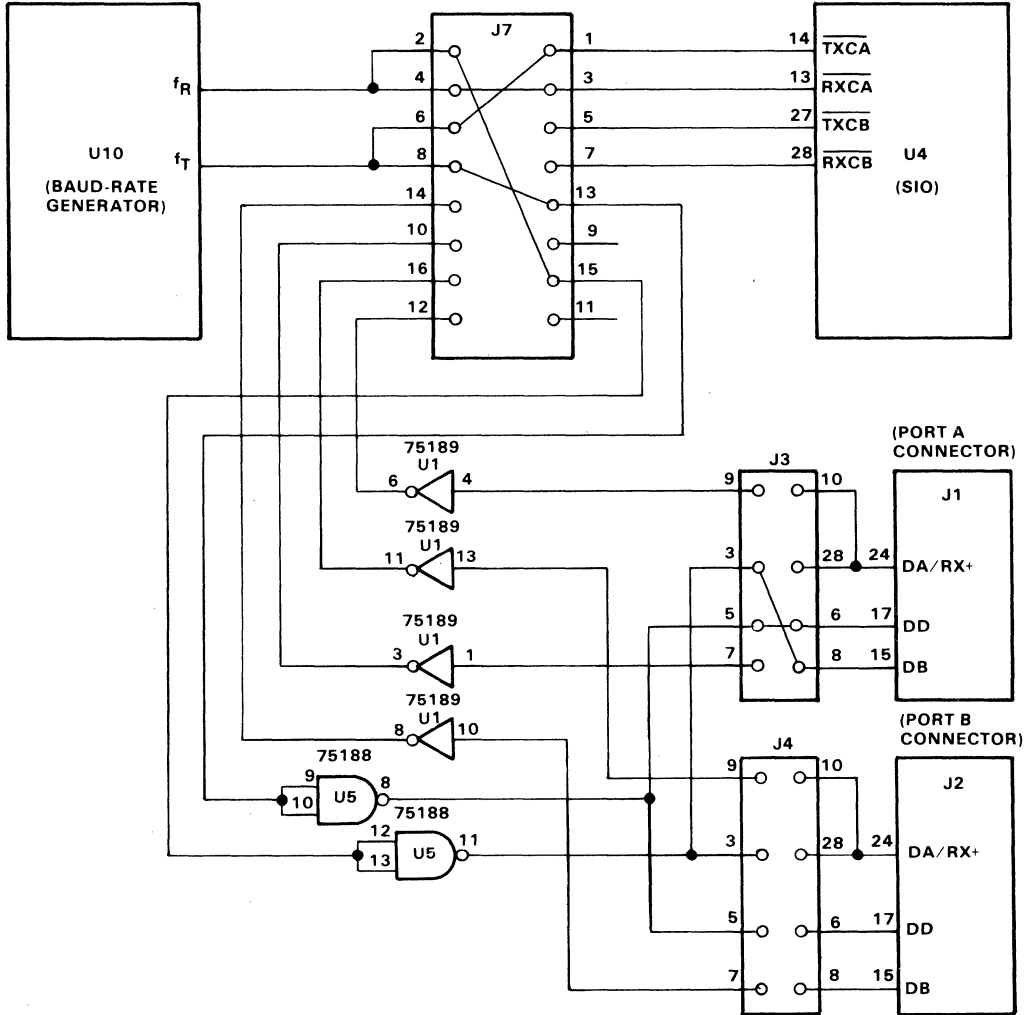 J7
2 1 14 TXCA
fR 4 3 13 RXCA
6 5 27 TXCB
U10 fT 8 7 28 RXCB U4
(BAUD-RATE
GENERATOR)
(SIO)
14 13
10 9
16 15
12 11
(PORT A
CONNECTOR)
75189
U1
6 4
J3
9 10
J1
75189
U1
11 13
3 28 24 DA/RX+
75189
U1
3 1
5 6 17 DD
7 8 15 DB
75189
U1
8 10
(PORT B
CONNECTOR)
J4
75188
9
10 U5 8
9 10
J2
75188
12
13 U5 11
3 28 24 DA/RX+
5 6 17 DD
7 8 15 DB